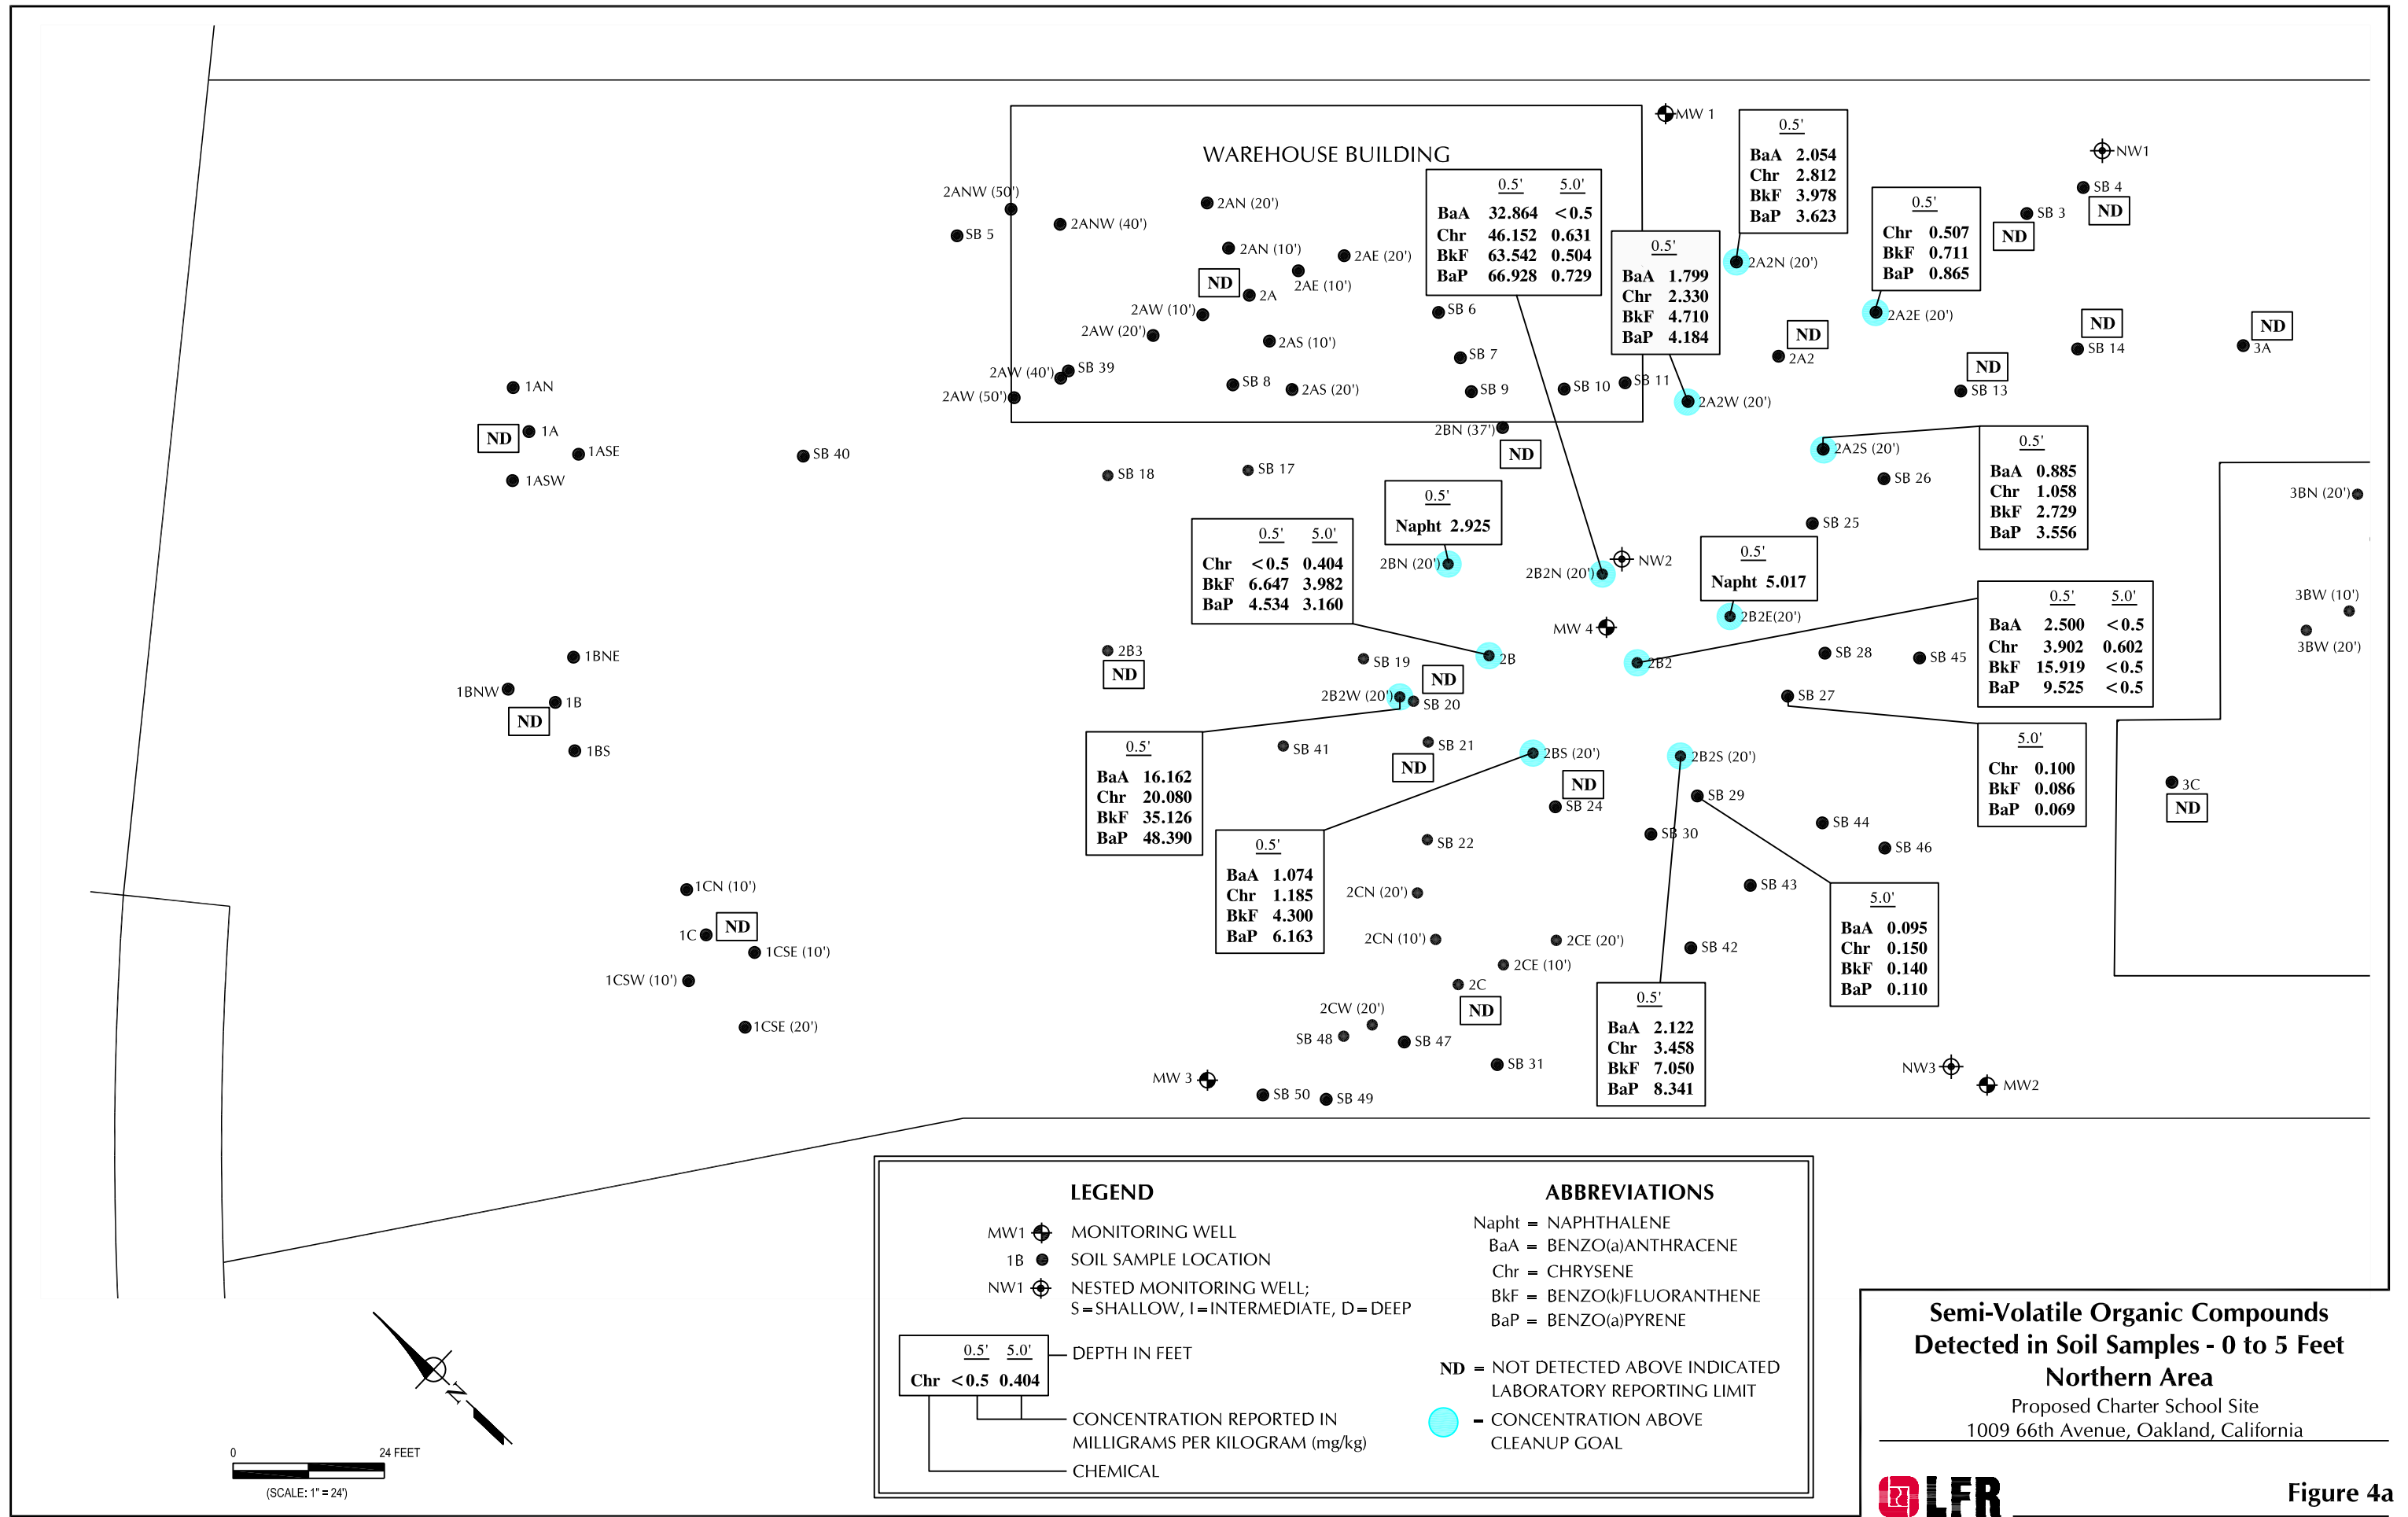 MW 1
0.5'
BaA 2.054
Chr 2.812
BkF 3.978
BaP 3.623
NW1
WAREHOUSE BUILDING
0.5' 5.0'
BaA 32.864 <0.5
Chr 46.152 0.631
BkF 63.542 0.504
BaP 66.928 0.729
2ANW (50')
SB 5
2ANW (40')
2AN (20')
2AN (10')
2AE (20')
2AE (10')
ND
2A
2AW (10')
2AW (20')
2AS (10')
2AW (40')
SB 39
2AW (50')
SB 8
2AS (20')
SB 6
SB 7
SB 9
SB 10
SB 11
0.5'
BaA 1.799
Chr 2.330
BkF 4.710
BaP 4.184
2A2N (20')
0.5'
Chr 0.507
BkF 0.711
BaP 0.865
2A2E (20')
SB 4
ND
SB 3
ND
ND
2A2
ND
SB 14
ND
3A
ND
SB 13
2A2W (20')
1AN
ND
1A
1ASE
1ASW
SB 40
SB 18
SB 17
2BN (37')
ND
2A2S (20')
SB 26
SB 25
0.5'
BaA 0.885
Chr 1.058
BkF 2.729
BaP 3.556
3BN (20')
0.5'
Napht 2.925
0.5' 5.0'
Chr <0.5 0.404
BkF 6.647 3.982
BaP 4.534 3.160
2BN (20')
2B2N (20')
NW2
0.5'
Napht 5.017
2B2E(20')
MW 4
0.5' 5.0'
BaA 2.500 <0.5
Chr 3.902 0.602
BkF 15.919 <0.5
BaP 9.525 <0.5
3BW (10')
3BW (20')
1BNE
1BNW
1B
ND
1BS
2B3
ND
SB 19
2B
2B2
SB 28
SB 45
ND
2B2W (20')
SB 20
SB 27
SB 41
SB 21
ND
2BS (20')
2B2S (20')
0.5'
BaA 16.162
Chr 20.080
BkF 35.126
BaP 48.390
5.0'
Chr 0.100
BkF 0.086
BaP 0.069
3C
ND
ND
SB 24
SB 29
SB 30
SB 44
SB 46
SB 22
0.5'
BaA 1.074
Chr 1.185
BkF 4.300
BaP 6.163
SB 43
5.0'
BaA 0.095
Chr 0.150
BkF 0.140
BaP 0.110
1CN (10')
ND
1C
1CSE (10')
1CSW (10')
1CSE (20')
2CN (20')
2CN (10')
2CE (20')
2CE (10')
SB 42
2C
ND
2CW (20')
SB 48
SB 47
SB 31
0.5'
BaA 2.122
Chr 3.458
BkF 7.050
BaP 8.341
MW 3
SB 50
SB 49
NW3
MW2
LEGEND
MW1 MONITORING WELL
1B SOIL SAMPLE LOCATION
NW1 NESTED MONITORING WELL;
S=SHALLOW, I=INTERMEDIATE, D=DEEP
0.5' 5.0' DEPTH IN FEET
Chr <0.5 0.404
CONCENTRATION REPORTED IN
MILLIGRAMS PER KILOGRAM (mg/kg)
CHEMICAL
ABBREVIATIONS
Napht = NAPHTHALENE
BaA = BENZO(a)ANTHRACENE
Chr = CHRYSENE
BkF = BENZO(k)FLUORANTHENE
BaP = BENZO(a)PYRENE
ND = NOT DETECTED ABOVE INDICATED
LABORATORY REPORTING LIMIT
- CONCENTRATION ABOVE
CLEANUP GOAL
N
0 24 FEET
(SCALE: 1" = 24')
Semi-Volatile Organic Compounds
Detected in Soil Samples - 0 to 5 Feet
Northern Area
Proposed Charter School Site
1009 66th Avenue, Oakland, California
LFR
Figure 4a